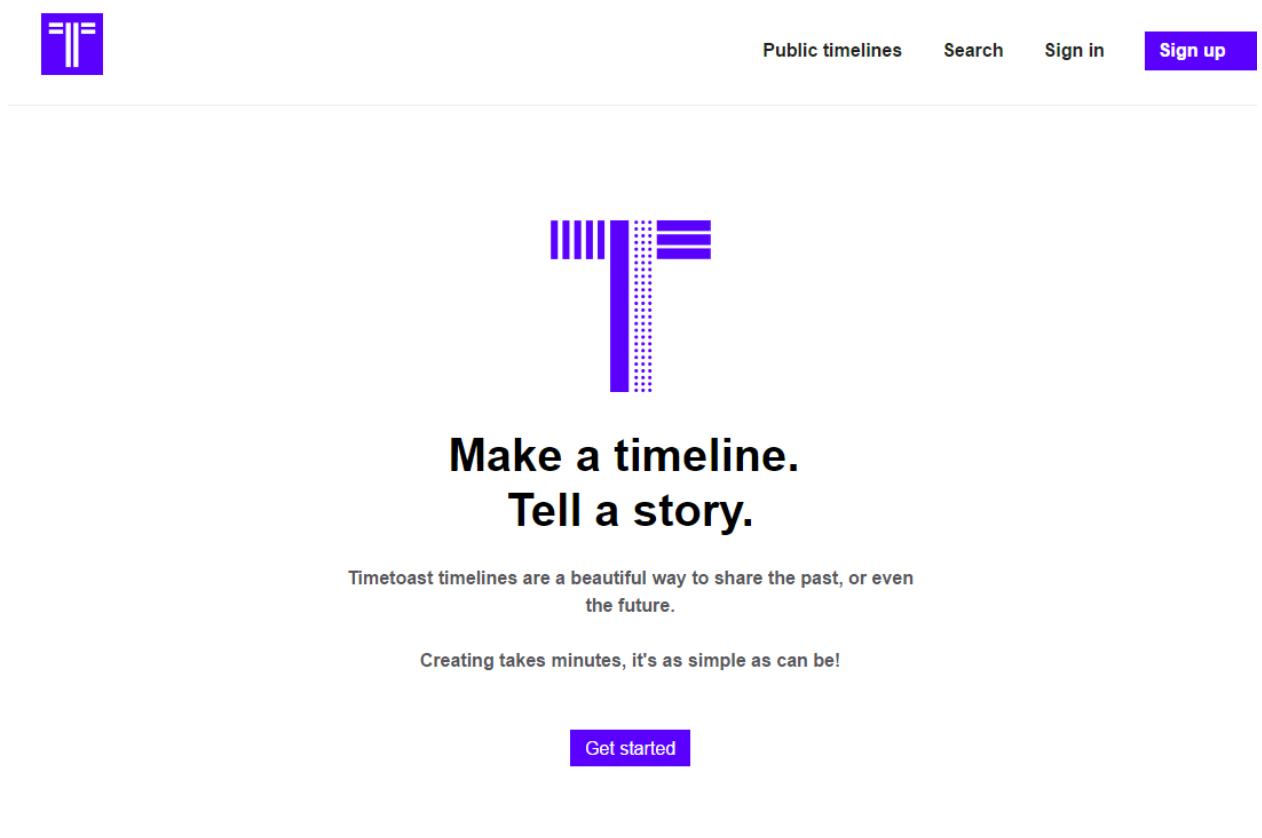 Public timelines
Search
Sign in
Sign up
Make a timeline.
Tell a story.
Timetoast timelines are a beautiful way to share the past, or even
the future.
Creating takes minutes, it's as simple as can be!
Get started